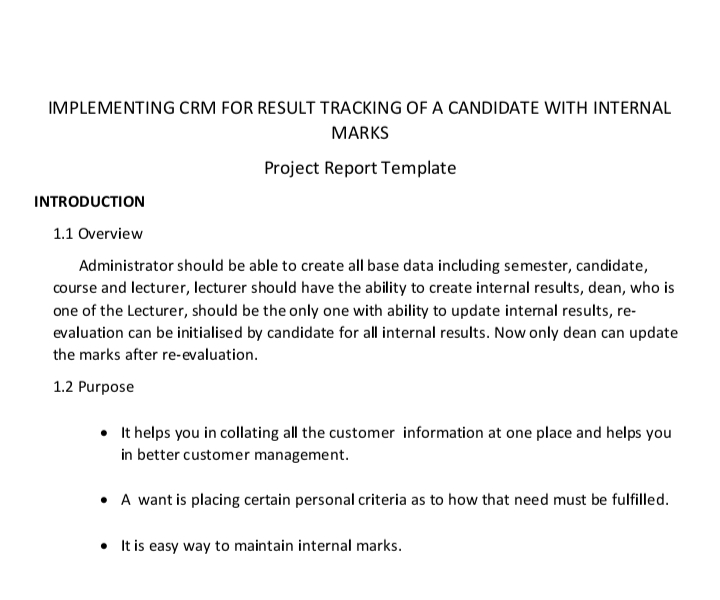 IMPLEMENTING CRM FOR RESULT TRACKING OF A CANDIDATE WITH INTERNAL
MARKS
Project Report Template
INTRODUCTION
1.1 Overview
Administrator should be able to create all base data including semester, candidate,
course and lecturer, lecturer should have the ability to create internal results, dean, who is
one of the Lecturer, should be the only one with ability to update internal results, re-
evaluation can be initialised by candidate for all internal results. Now only dean can update
the marks after re-evaluation.
1.2 Purpose
• It helps you in collating all the customer information at one place and helps you
in better customer management.
• A want is placing certain personal criteria as to how that need must be fulfilled.
• It is easy way to maintain internal marks.